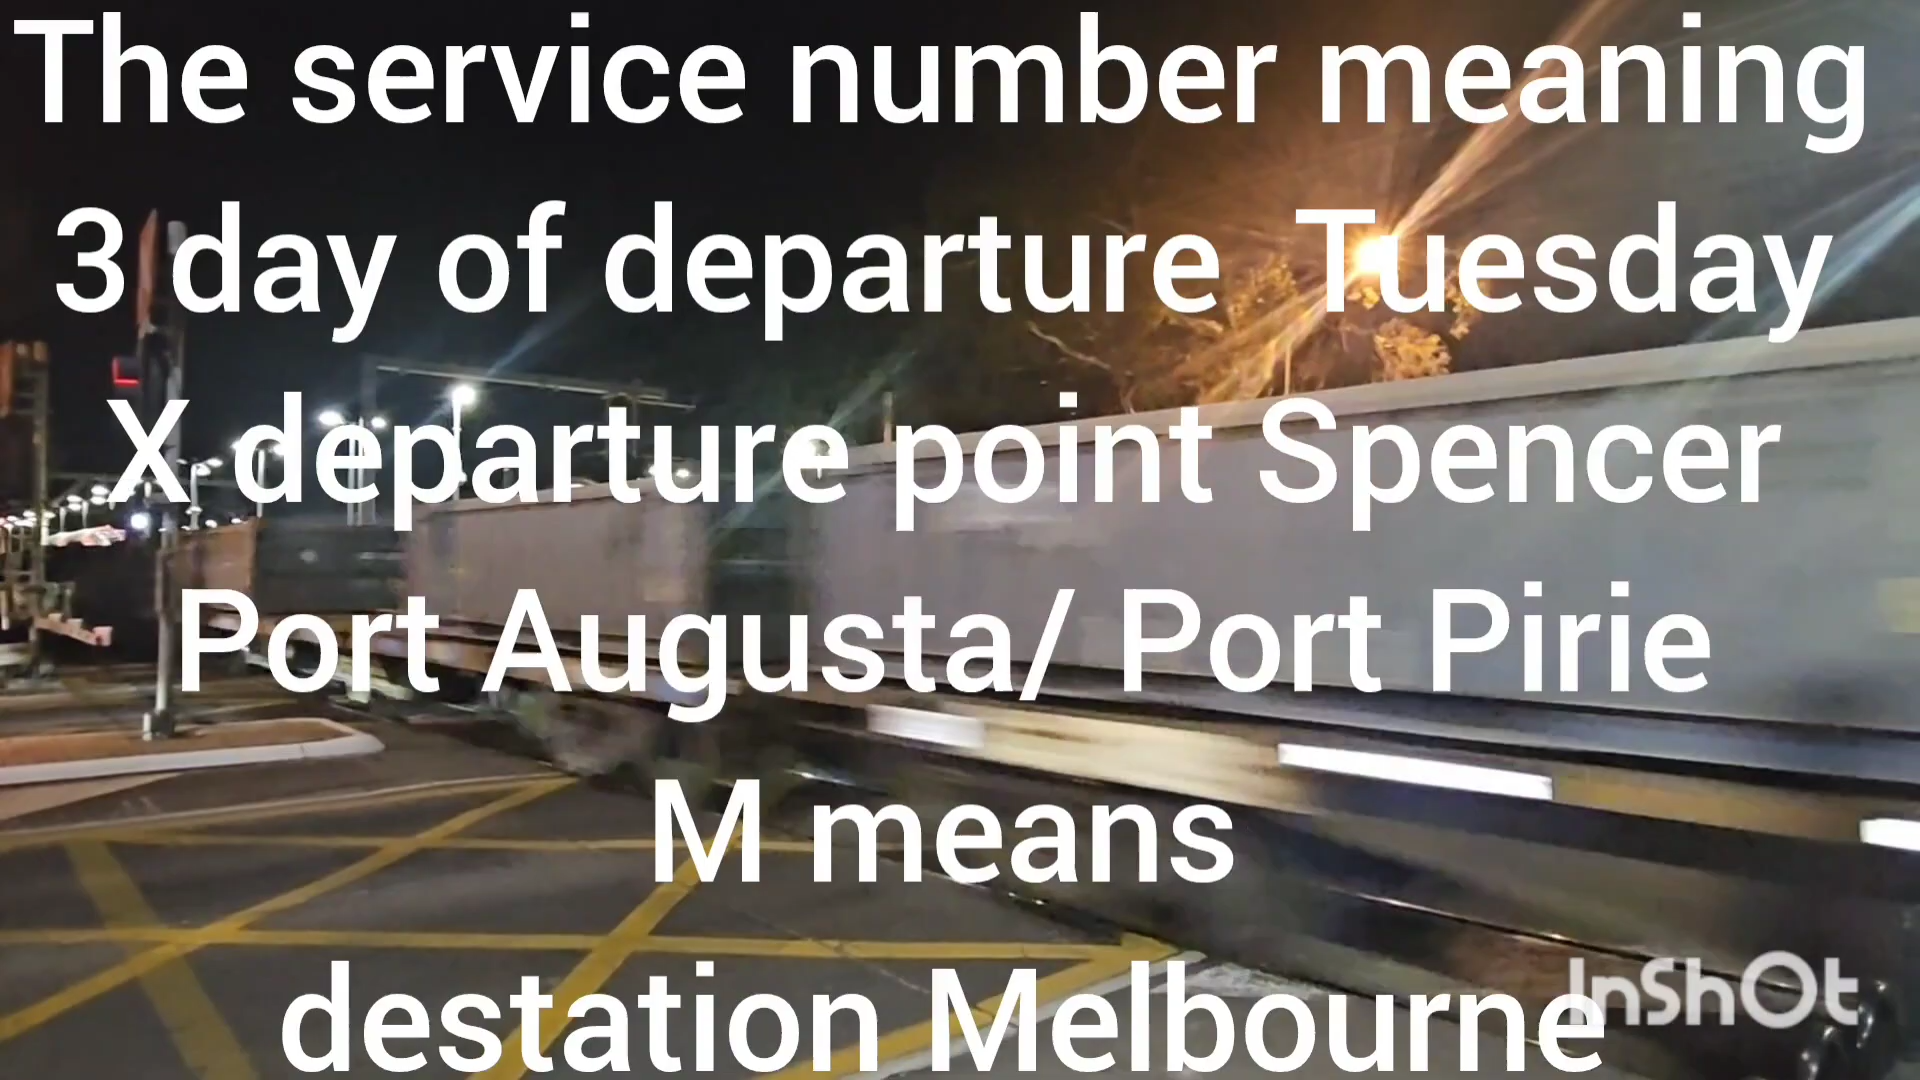 The service number meaning
3 day of departure Tuesday
X departure point Spencer
Port Augusta/ Port Pirie
M means
destation Melbourne
InShOt